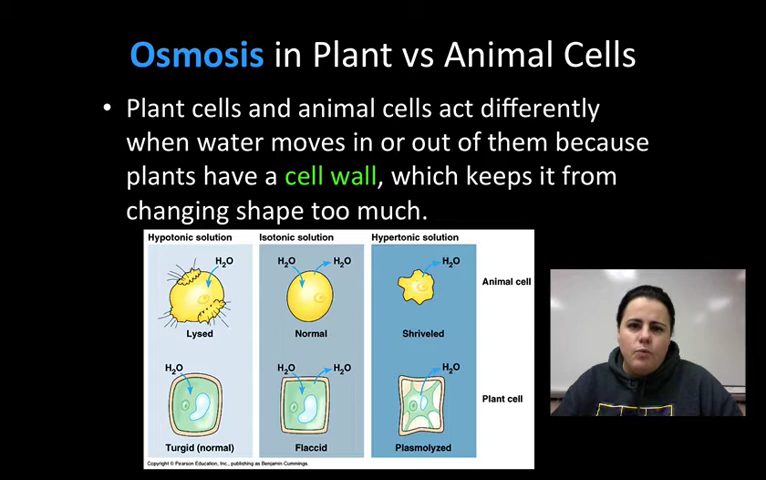 Osmosis in Plant vs Animal Cells
• Plant cells and animal cells act differently
when water moves in or out of them because
plants have a cell wall, which keeps it from
changing shape too much.
Hypotonic solution Isotonic solution Hypertonic solution
H₂O H₂O H₂O H₂O
Animal cell
Lysed Normal Shriveled
H₂O H₂O H₂O H₂O
Plant cell
Turgid (normal) Flaccid Plasmolyzed
Copyright © Pearson Education, Inc., publishing as Benjamin Cummings.